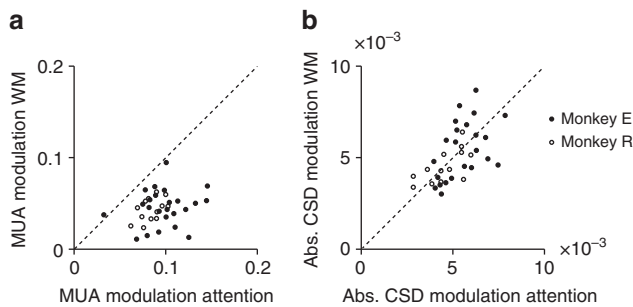 a
MUA modulation WM
0.2
0.1
0
0
0.1
0.2
MUA modulation attention
b
×10⁻³
Abs. CSD modulation WM
10
5
0
0
5
10
×10⁻³
Abs. CSD modulation attention
Monkey E
Monkey R